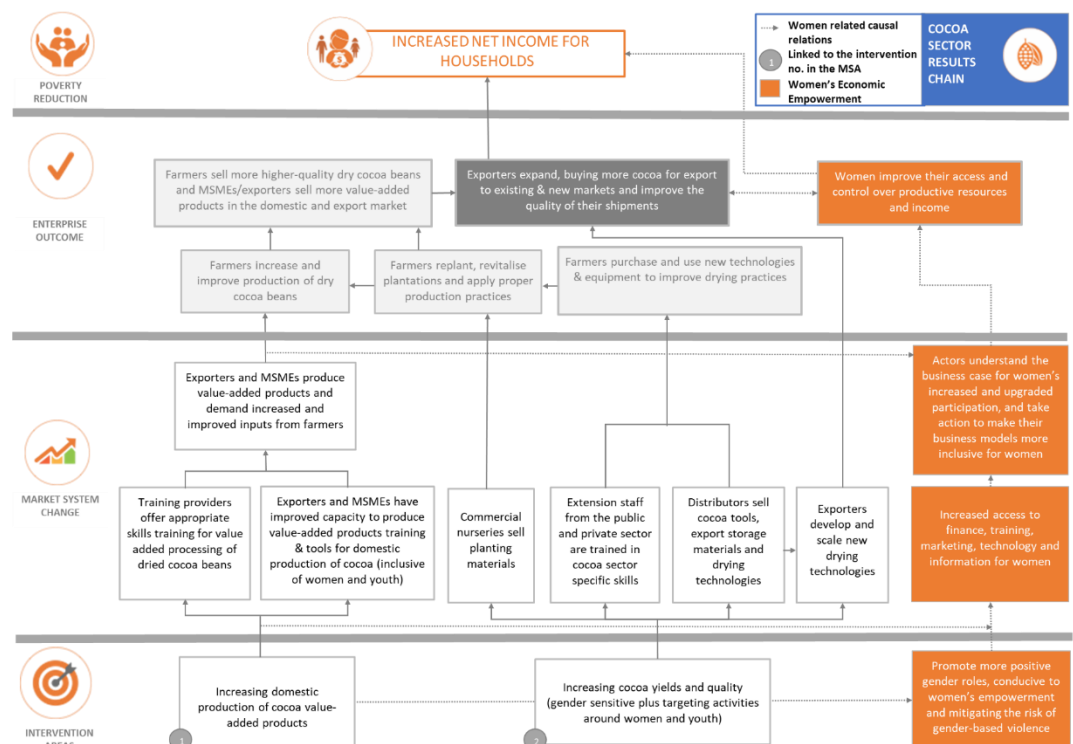 POVERTY
REDUCTION
INCREASED NET INCOME FOR
HOUSEHOLDS
Women related causal
relations
1
Linked to the intervention
no. in the MSA
Women's Economic
Empowerment
COCOA
SECTOR
RESULTS
CHAIN
ENTERPRISE
OUTCOME
Farmers sell more higher-quality dry cocoa beans
and MSMEs/exporters sell more value-added
products in the domestic and export market
Exporters expand, buying more cocoa for export
to existing & new markets and improve the
quality of their shipments
Women improve their access and
control over productive resources
and income
Farmers increase and
improve production of dry
cocoa beans
Farmers replant, revitalise
plantations and apply proper
production practices
Farmers purchase and use new technologies
& equipment to improve drying practices
MARKET SYSTEM
CHANGE
Exporters and MSMEs produce
value-added products and
demand increased and
improved inputs from farmers
Actors understand the
business case for women's
increased and upgraded
participation, and take
action to make their
business models more
inclusive for women
Training providers
offer appropriate
skills training for value
added processing of
dried cocoa beans
Exporters and MSMEs have
improved capacity to produce
value-added products training
& tools for domestic
production of cocoa (inclusive
of women and youth)
Commercial
nurseries sell
planting
materials
Extension staff
from the public
and private sector
are trained in
cocoa sector
specific skills
Distributors sell
cocoa tools,
export storage
materials and
drying
technologies
Exporters
develop and
scale new
drying
technologies
Increased access to
finance, training,
marketing, technology and
information for women
INTERVENTION
AREAS
Increasing domestic
production of cocoa value-
added products
1
Increasing cocoa yields and quality
(gender sensitive plus targeting activities
around women and youth)
2
Promote more positive
gender roles, conducive to
women's empowerment
and mitigating the risk of
gender-based violence